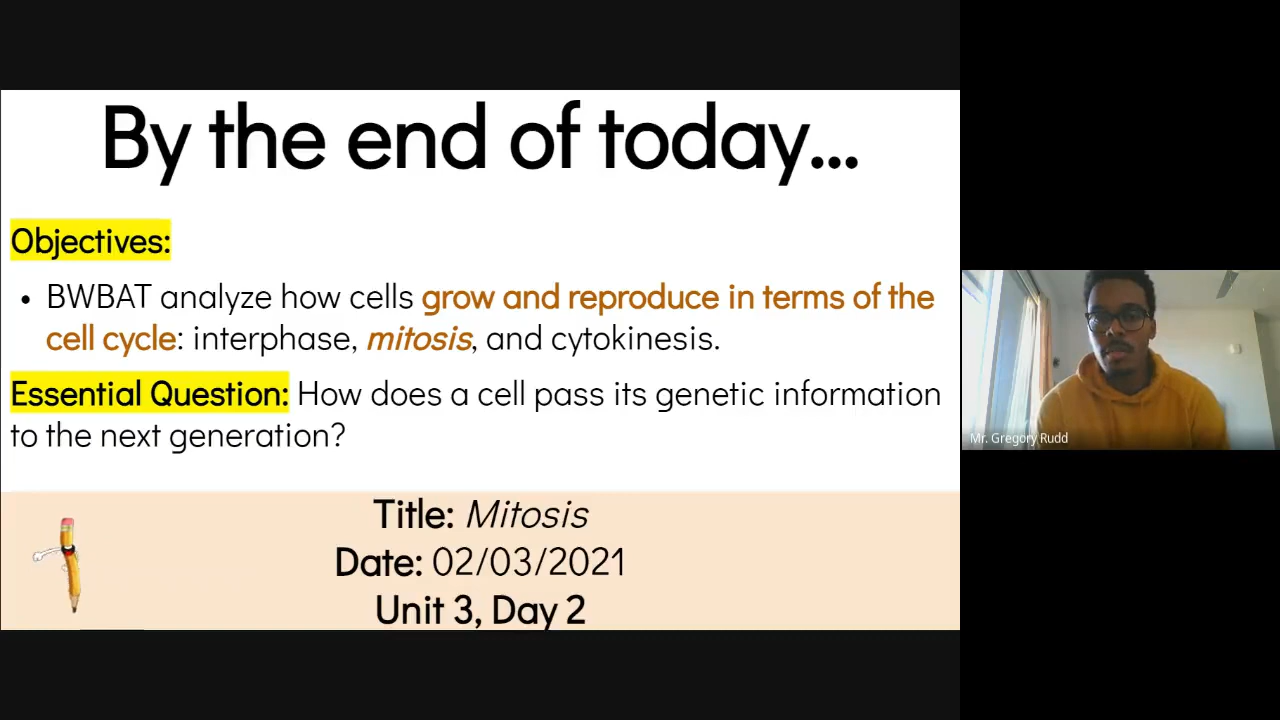 By the end of today...
Objectives:
• BWBAT analyze how cells grow and reproduce in terms of the
cell cycle: interphase, mitosis, and cytokinesis.
Essential Question: How does a cell pass its genetic information
to the next generation?
Title: Mitosis
Date: 02/03/2021
Unit 3, Day 2
Mr. Gregory Rudd